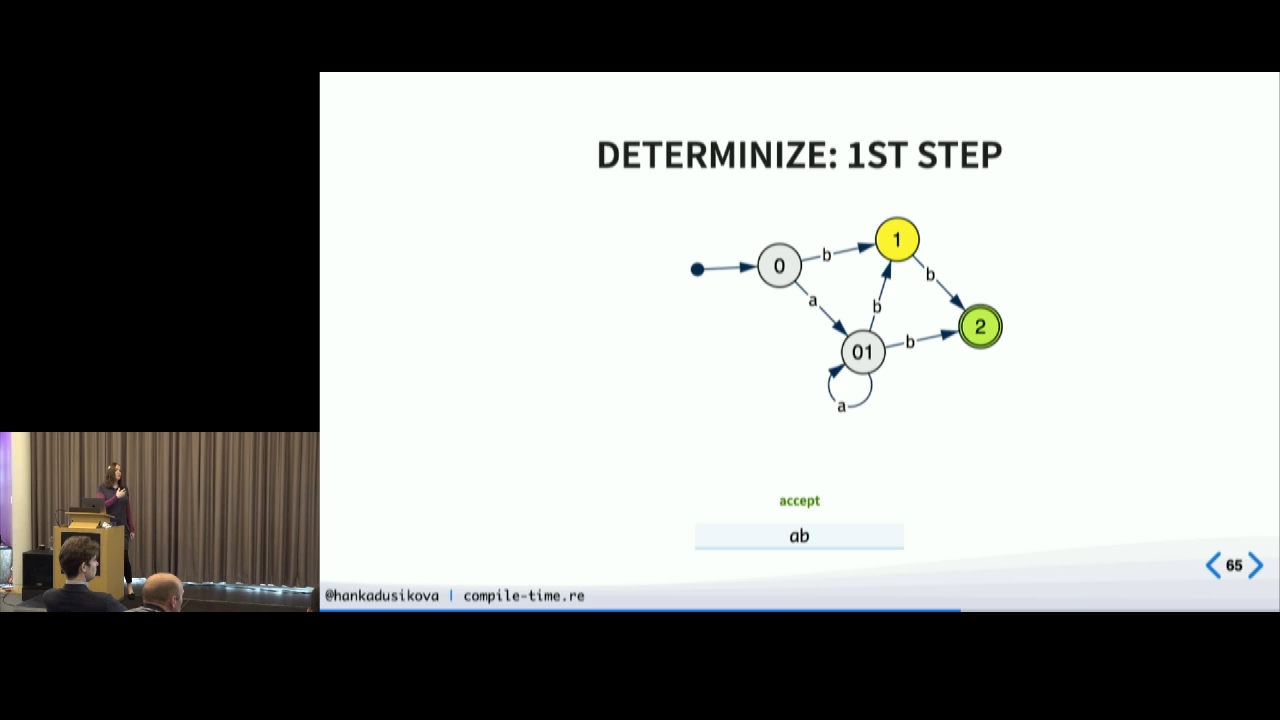 DETERMINIZE: 1ST STEP
0
b
1
a
b
b
01
b
2
a
accept
ab
65
@hankadusikova | compile-time.re